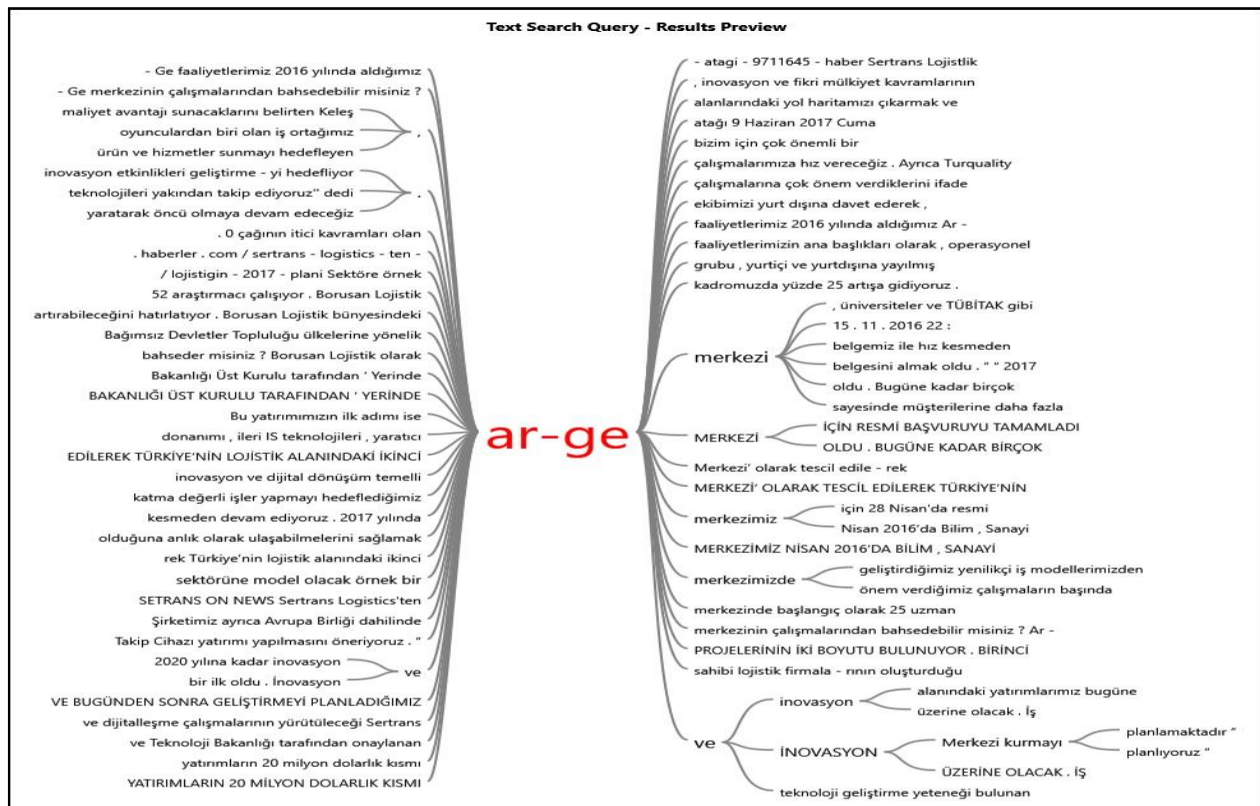 Text Search Query - Results Preview
- Ge faaliyetlerimiz 2016 yılında aldığımız
- Ge merkezinin çalışmalarından bahsedebilir misiniz ?
maliyet avantajı sunacaklarını belirten Keleş
oyunculardan biri olan iş ortağımız
,
ürün ve hizmetler sunmayı hedefleyen
inovasyon etkinlikleri geliştirme - yi hedefliyor
teknolojileri yakından takip ediyoruz" dedi
.
yaratarak öncü olmaya devam edeceğiz
. 0 çağının itici kavramları olan
. haberler . com / sertrans - logistics - ten -
/ lojistigin - 2017 - plani Sektöre örnek
52 araştırmacı çalışıyor . Borusan Lojistik
artırabileceğini hatırlatıyor . Borusan Lojistik bünyesindeki
Bağımsız Devletler Topluluğu ülkelerine yönelik
bahseder misiniz ? Borusan Lojistik olarak
Bakanlığı Üst Kurulu tarafından ‘ Yerinde
BAKANLIĞI ÜST KURULU TARAFINDAN ‘ YERİNDE
Bu yatırımımızın ilk adımı ise
donanımı , ileri IS teknolojileri , yaratıcı
EDİLEREK TÜRKİYE’NİN LOJİSTİK ALANINDAKİ İKİNCİ
inovasyon ve dijital dönüşüm temelli
katma değerli işler yapmayı hedeflediğimiz
kesmeden devam ediyoruz . 2017 yılında
olduğuna anlık olarak ulaşabilmelerini sağlamak
rek Türkiye’nin lojistik alanındaki ikinci
sektörüne model olacak örnek bir
SETRANS ON NEWS Sertrans Logistics'ten
Şirketimiz ayrıca Avrupa Birliği dahilinde
Takip Cihazı yatırımı yapılmasını öneriyoruz . “
2020 yılına kadar inovasyon
ve
bir ilk oldu . İnovasyon
VE BUGÜNDEN SONRA GELİŞTİRMEYİ PLANLADIĞIMIZ
ve dijitalleşme çalışmalarının yürütüleceği Sertrans
ve Teknoloji Bakanlığı tarafından onaylanan
yatırımların 20 milyon dolarlık kısmı
YATIRIMLARIN 20 MİLYON DOLARLIK KISMI
ar-ge
- atagi - 9711645 - haber Sertrans Lojistlik
, inovasyon ve fikri mülkiyet kavramlarının
alanlarındaki yol haritamızı çıkarmak ve
atağı 9 Haziran 2017 Cuma
bizim için çok önemli bir
çalışmalarımıza hız vereceğiz . Ayrıca Turquality
çalışmalarına çok önem verdiklerini ifade
ekibimizi yurt dışına davet ederek ,
faaliyetlerimiz 2016 yılında aldığımız Ar -
faaliyetlerimizin ana başlıkları olarak , operasyonel
grubu , yurtiçi ve yurtdışına yayılmış
kadromuzda yüzde 25 artışa gidiyoruz .
merkezi
, üniversiteler ve TÜBİTAK gibi
15 . 11 . 2016 22 :
belgemiz ile hız kesmeden
belgesini almak oldu . “ “ 2017
oldu . Bugüne kadar birçok
sayesinde müşterilerine daha fazla
MERKEZİ
İÇİN RESMİ BAŞVURUYU TAMAMLADI
OLDU . BUGÜNE KADAR BİRÇOK
Merkezi’ olarak tescil edile - rek
MERKEZİ’ OLARAK TESCİL EDİLEREK TÜRKİYE’NİN
merkezimiz
için 28 Nisan'da resmi
Nisan 2016’da Bilim , Sanayi
MERKEZİMİZ NİSAN 2016’DA BİLİM , SANAYİ
merkezimizde
geliştirdiğimiz yenilikçi iş modellerimizden
önem verdiğimiz çalışmaların başında
merkezinde başlangıç olarak 25 uzman
merkezinin çalışmalarından bahsedebilir misiniz ? Ar -
PROJELERİNİN İKİ BOYUTU BULUNUYOR . BİRİNCİ
sahibi lojistik firmala - rının oluşturduğu
ve
inovasyon
alanındaki yatırımlarımız bugüne
üzerine olacak . İş
İNOVASYON
Merkezi kurmayı
planlamaktadır “
planlıyoruz “
ÜZERİNE OLACAK . İŞ
teknoloji geliştirme yeteneği bulunan